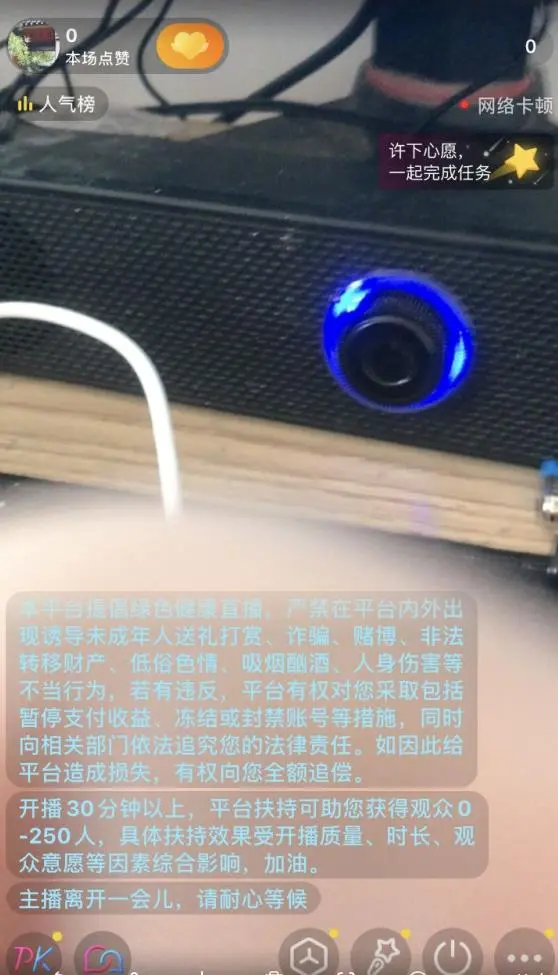 0
本场点赞
0
人气榜
网络卡顿
许下心愿，
一起完成任务
本平台提倡绿色健康直播，严禁在平台内外出
现诱导未成年人送礼打赏、诈骗、赌博、非法
转移财产、低俗色情、吸烟酗酒、人身伤害等
不当行为，若有违反，平台有权对您采取包括
暂停支付收益、冻结或封禁账号等措施，同时
向相关部门依法追究您的法律责任。如因此给
平台造成损失，有权向您全额追偿。
开播30分钟以上，平台扶持可助您获得观众0
-250人，具体扶持效果受开播质量、时长、观
众意愿等因素综合影响，加油。
主播离开一会儿，请耐心等候
PK